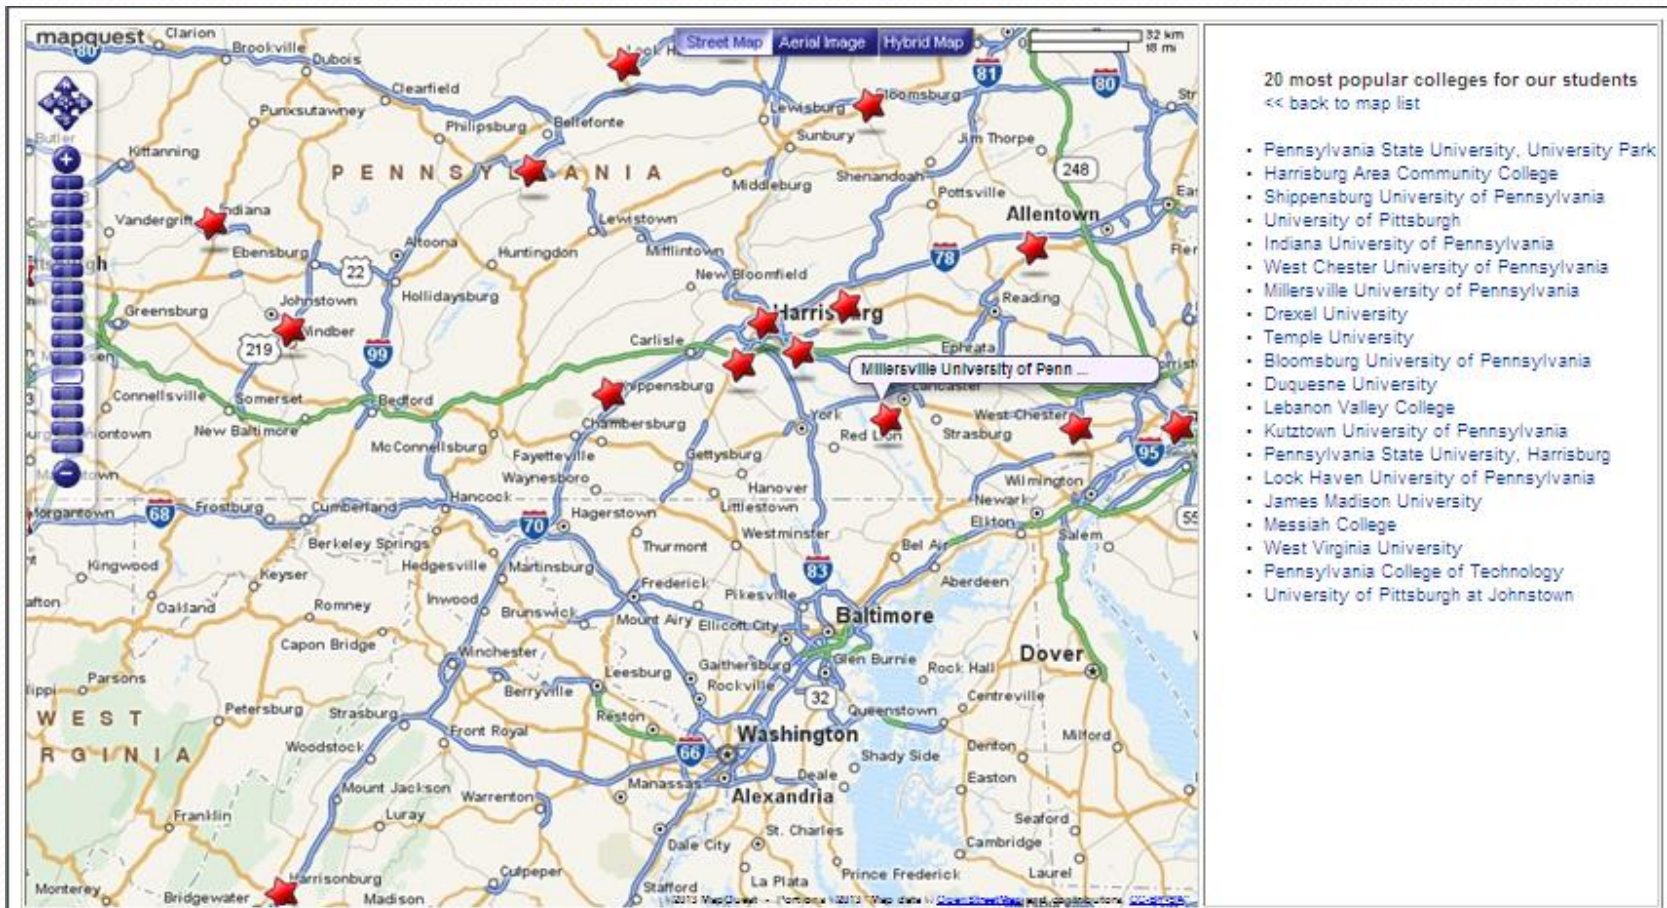 mapquest
Street Map
Aerial Image
Hybrid Map
32 km
18 mi
0
Clarion
Brookville
Dubois
80
Clearfield
Punxsutawney
Philipsburg
Bellefonte
Lewisburg
Bloomsburg
81
80
Butler
Kittanning
Sunbury
Jim Thorpe
PENNSYLVANIA
Middleburg
Shenandoah
248
Pottsville
Vandergrift
Indiana
Lewistown
Allentown
Ebensburg
Altoona
Huntingdon
Mifflintown
78
22
New Bloomfield
Hollidaysburg
Reading
Greensburg
Johnstown
Windber
Harrisburg
219
99
Carlisle
Ephrata
Millersville University of Penn ...
Shippensburg
Lancaster
Connellsville
Somerset
Bedford
Chambersburg
York
West Chester
New Baltimore
McConnellsburg
Red Lion
Strasburg
Fayetteville
Gettysburg
95
Waynesboro
Hanover
Wilmington
Hancock
Littlestown
Newark
Morgantown
68
Frostburg
Cumberland
70
Hagerstown
Elkton
Berkeley Springs
Thurmont
Westminster
Salem
Bel Air
Kingwood
Keyser
Hedgesville
Martinsburg
83
Frederick
Aberdeen
Oakland
Romney
Inwood
Brunswick
Pikesville
Mount Airy
Ellicott City
Baltimore
Capon Bridge
Winchester
Gaithersburg
Glen Burnie
Rock Hall
Dover
Parsons
Leesburg
Rockville
Berryville
32
Centreville
Petersburg
Strasburg
Reston
Queenstown
WEST
Woodstock
Front Royal
66
Washington
Denton
Milford
RGINIA
Shady Side
Mount Jackson
Manassas
Deale
Easton
Warrenton
Alexandria
Franklin
Luray
St. Charles
Seaford
Dale City
Cambridge
Culpeper
Harrisonburg
La Plata
Prince Frederick
Laurel
Monterey
Bridgewater
Madison
Stafford
20 most popular colleges for our students
<< back to map list
• Pennsylvania State University, University Park
• Harrisburg Area Community College
• Shippensburg University of Pennsylvania
• University of Pittsburgh
• Indiana University of Pennsylvania
• West Chester University of Pennsylvania
• Millersville University of Pennsylvania
• Drexel University
• Temple University
• Bloomsburg University of Pennsylvania
• Duquesne University
• Lebanon Valley College
• Kutztown University of Pennsylvania
• Pennsylvania State University, Harrisburg
• Lock Haven University of Pennsylvania
• James Madison University
• Messiah College
• West Virginia University
• Pennsylvania College of Technology
• University of Pittsburgh at Johnstown